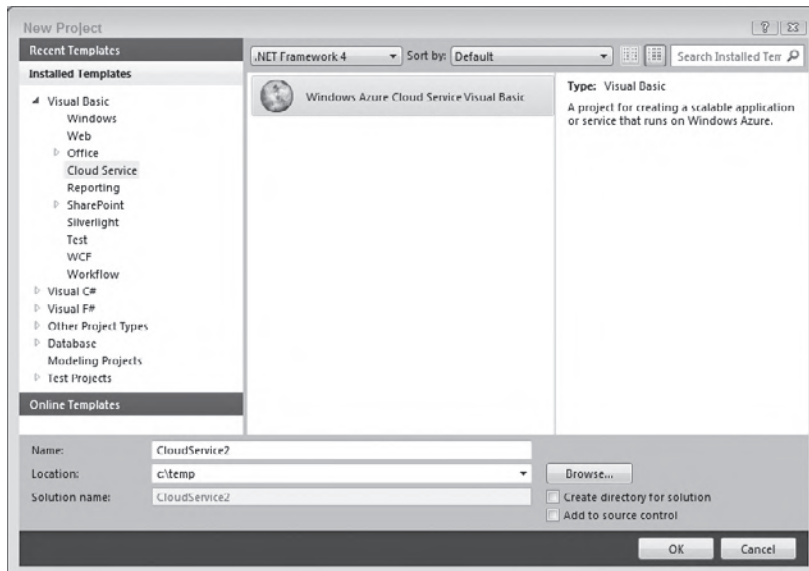 New Project
Recent Templates
Installed Templates
Visual Basic
Windows
Web
Office
Cloud Service
Reporting
SharePoint
Silverlight
Test
WCF
Workflow
Visual C#
Visual F#
Other Project Types
Database
Modeling Projects
Test Projects
Online Templates
.NET Framework 4
Sort by: Default
Search Installed Tem
Windows Azure Cloud Service Visual Basic
Type: Visual Basic
A project for creating a scalable application
or service that runs on Windows Azure.
Name: CloudService2
Location: c:\temp
Browse...
Solution name: CloudService2
Create directory for solution
Add to source control
OK
Cancel